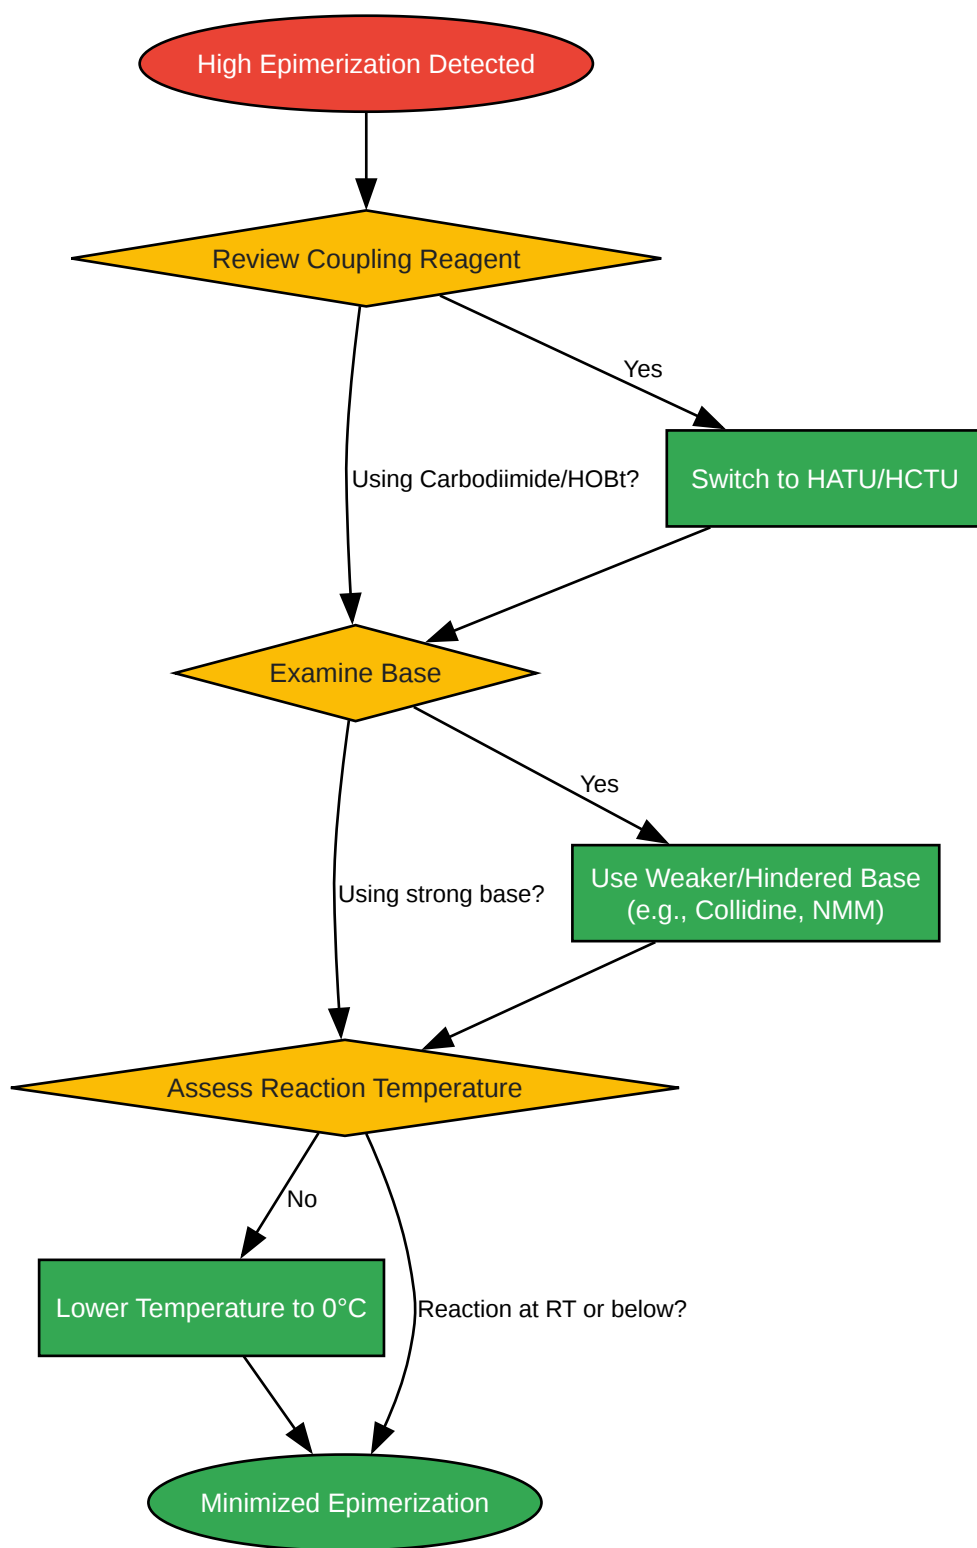 High Epimerization Detected
Review Coupling Reagent
Yes
Using Carbodiimide/HOBt?
Switch to HATU/HCTU
Examine Base
Yes
Using strong base?
Use Weaker/Hindered Base
(e.g., Collidine, NMM)
Assess Reaction Temperature
No
Lower Temperature to 0°C
Reaction at RT or below?
Minimized Epimerization